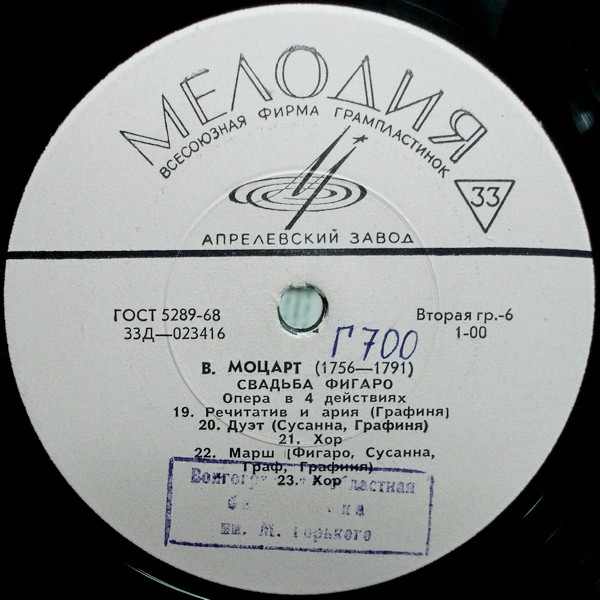 МЕЛОДИЯ
ВСЕСОЮЗНАЯ ФИРМА ГРАМПЛАСТИНОК
33
АПРЕЛЕВСКИЙ ЗАВОД
ГОСТ 5289-68
33Д—023416
Вторая гр.-6
1-00
Г700
В. МОЦАРТ (1756—1791)
СВАДЬБА ФИГАРО
Опера в 4 действиях
19. Речитатив и ария (Графиня)
20. Дуэт (Сусанна, Графиня)
21. Хор
22. Марш (Фигаро, Сусанна,
Граф, Графиня)
23. Хор
им. М. Горького